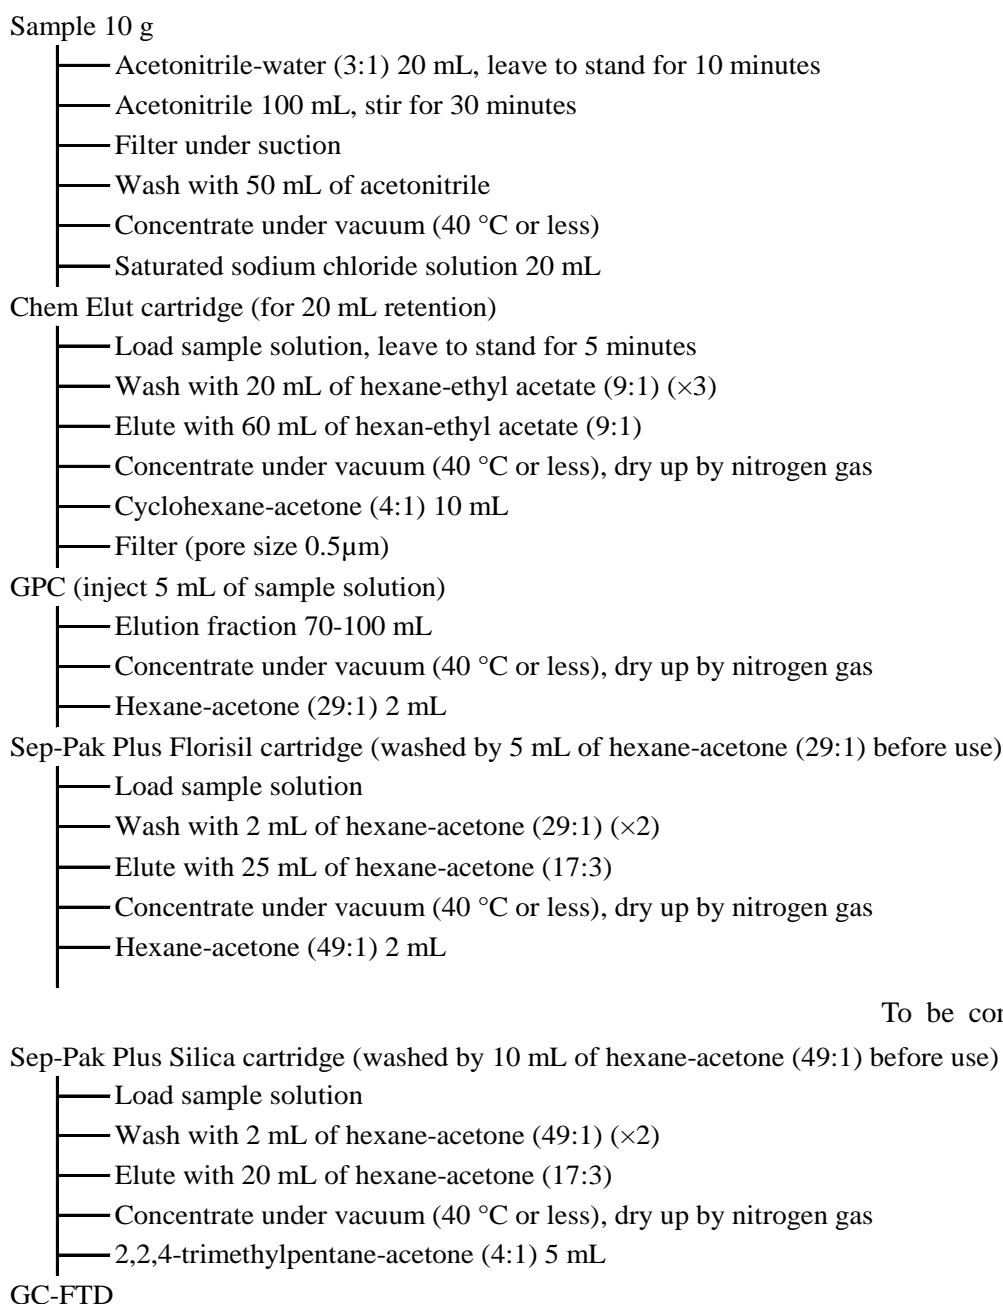 Sample 10 g
Acetonitrile-water (3:1) 20 mL, leave to stand for 10 minutes
Acetonitrile 100 mL, stir for 30 minutes
Filter under suction
Wash with 50 mL of acetonitrile
Concentrate under vacuum (40 °C or less)
Saturated sodium chloride solution 20 mL
Chem Elut cartridge (for 20 mL retention)
Load sample solution, leave to stand for 5 minutes
Wash with 20 mL of hexane-ethyl acetate (9:1) (×3)
Elute with 60 mL of hexan-ethyl acetate (9:1)
Concentrate under vacuum (40 °C or less), dry up by nitrogen gas
Cyclohexane-acetone (4:1) 10 mL
Filter (pore size 0.5µm)
GPC (inject 5 mL of sample solution)
Elution fraction 70-100 mL
Concentrate under vacuum (40 °C or less), dry up by nitrogen gas
Hexane-acetone (29:1) 2 mL
Sep-Pak Plus Florisil cartridge (washed by 5 mL of hexane-acetone (29:1) before use)
Load sample solution
Wash with 2 mL of hexane-acetone (29:1) (×2)
Elute with 25 mL of hexane-acetone (17:3)
Concentrate under vacuum (40 °C or less), dry up by nitrogen gas
Hexane-acetone (49:1) 2 mL
To be
Sep-Pak Plus Silica cartridge (washed by 10 mL of hexane-acetone (49:1) before use)
Load sample solution
Wash with 2 mL of hexane-acetone (49:1) (×2)
Elute with 20 mL of hexane-acetone (17:3)
Concentrate under vacuum (40 °C or less), dry up by nitrogen gas
2,2,4-trimethylpentane-acetone (4:1) 5 mL
GC-FTD